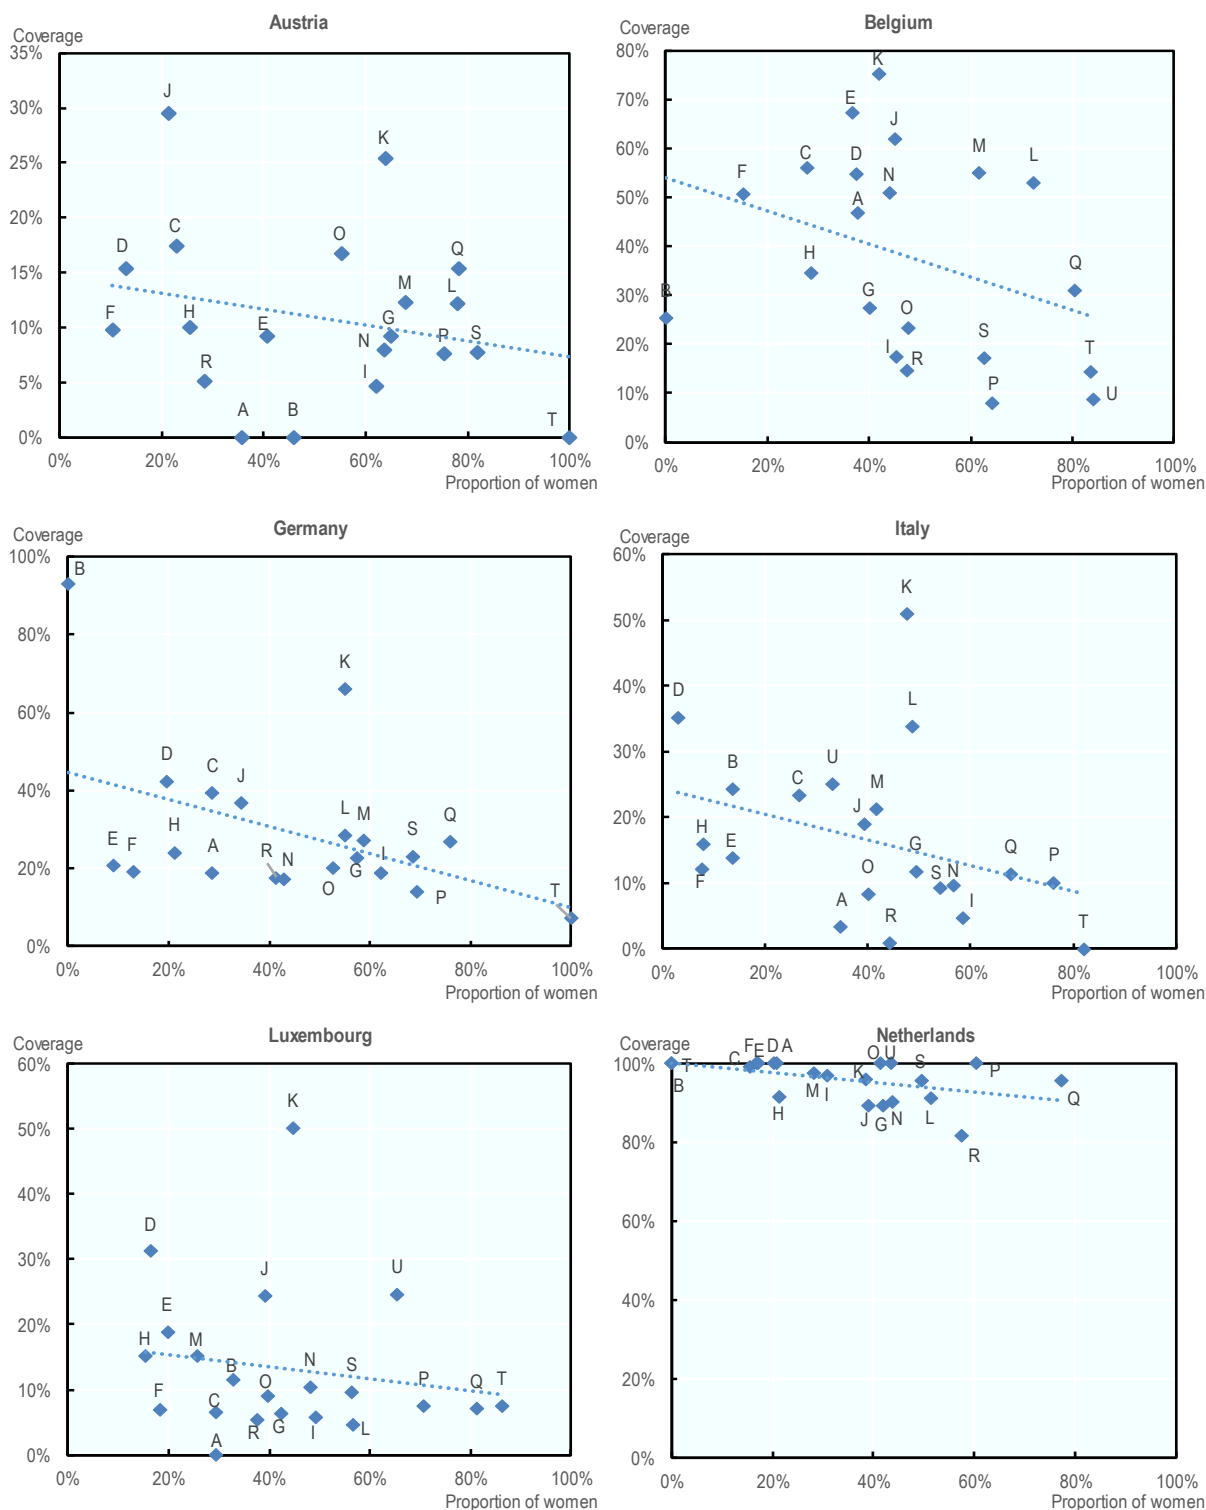 Austria
Coverage
35%
30%
25%
20%
15%
10%
5%
0%
0% 20% 40% 60% 80% 100%
Proportion of women
J
K
C
D
O
Q
F
H
E
M
L
G
N
P
S
R
I
A
B
T
Belgium
Coverage
80%
70%
60%
50%
40%
30%
20%
10%
0%
0% 20% 40% 60% 80% 100%
Proportion of women
K
E
J
C
D
M
L
F
N
A
H
B
G
Q
O
I
R
S
T
P
U
Germany
Coverage
100%
80%
60%
40%
20%
0%
0% 20% 40% 60% 80% 100%
Proportion of women
B
K
D
C
J
L
M
Q
H
E
F
A
R
N
O
G
I
S
P
T
Italy
Coverage
60%
50%
40%
30%
20%
10%
0%
0% 20% 40% 60% 80% 100%
Proportion of women
K
D
L
B
C
U
M
J
H
E
F
G
O
S
N
Q
P
A
R
I
T
Luxembourg
Coverage
60%
50%
40%
30%
20%
10%
0%
0% 20% 40% 60% 80% 100%
Proportion of women
K
D
J
U
E
H
M
B
N
S
F
C
O
P
Q
T
R
G
I
L
A
Netherlands
Coverage
100%
80%
60%
40%
20%
0%
0% 20% 40% 60% 80% 100%
Proportion of women
T
B
C
F
E
D
A
H
M
I
K
O
U
J
G
N
S
L
P
R
Q